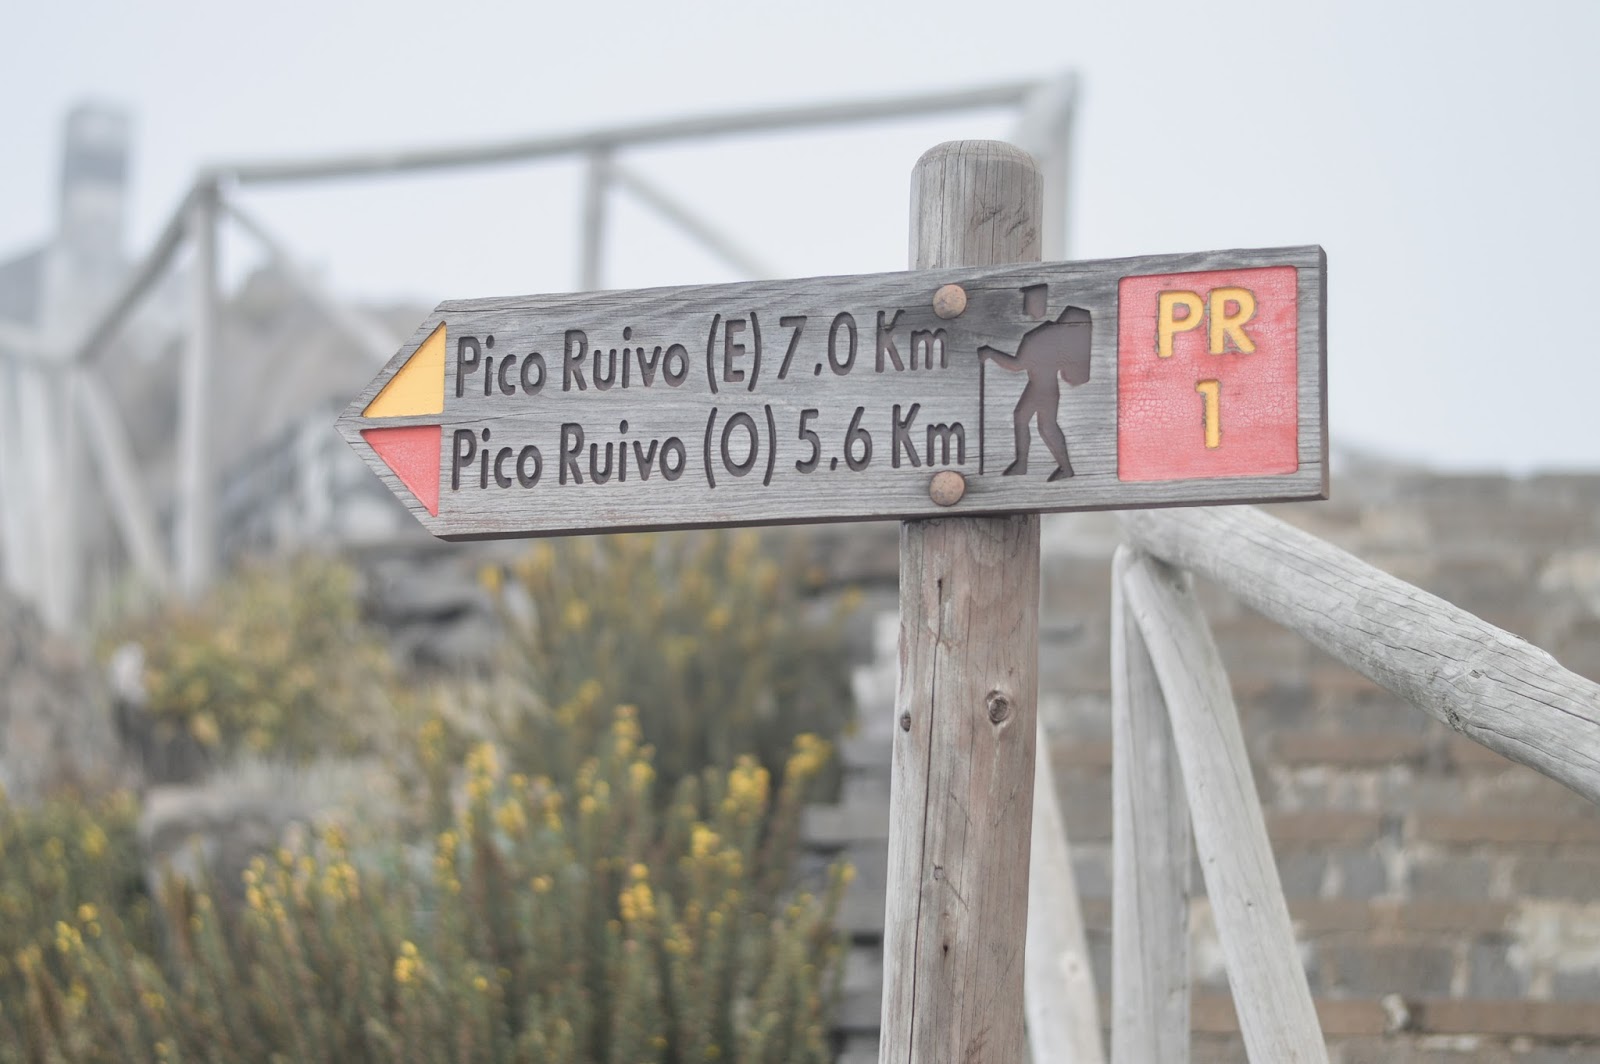 Pico Ruivo (E) 7.0 Km
Pico Ruivo (O) 5.6 Km
PR
1